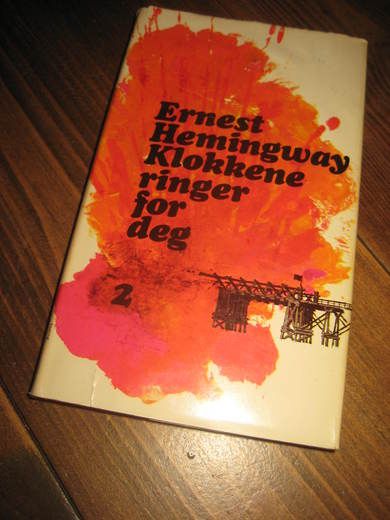 Ernest
Hemingway
Klokkene
ringer
for
deg
2